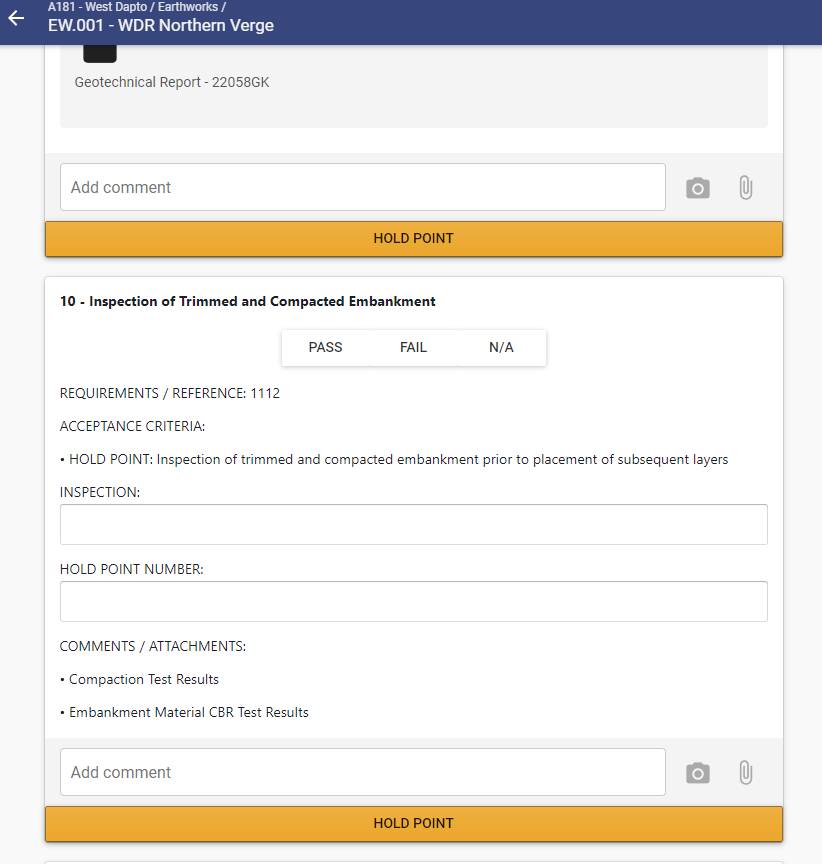 A181 - West Dapto / Earthworks /
EW.001 - WDR Northern Verge
Geotechnical Report - 22058GK
Add comment
HOLD POINT
10 - Inspection of Trimmed and Compacted Embankment
PASS FAIL N/A
REQUIREMENTS / REFERENCE: 1112
ACCEPTANCE CRITERIA:
• HOLD POINT: Inspection of trimmed and compacted embankment prior to placement of subsequent layers
INSPECTION:
HOLD POINT NUMBER:
COMMENTS / ATTACHMENTS:
• Compaction Test Results
• Embankment Material CBR Test Results
Add comment
HOLD POINT